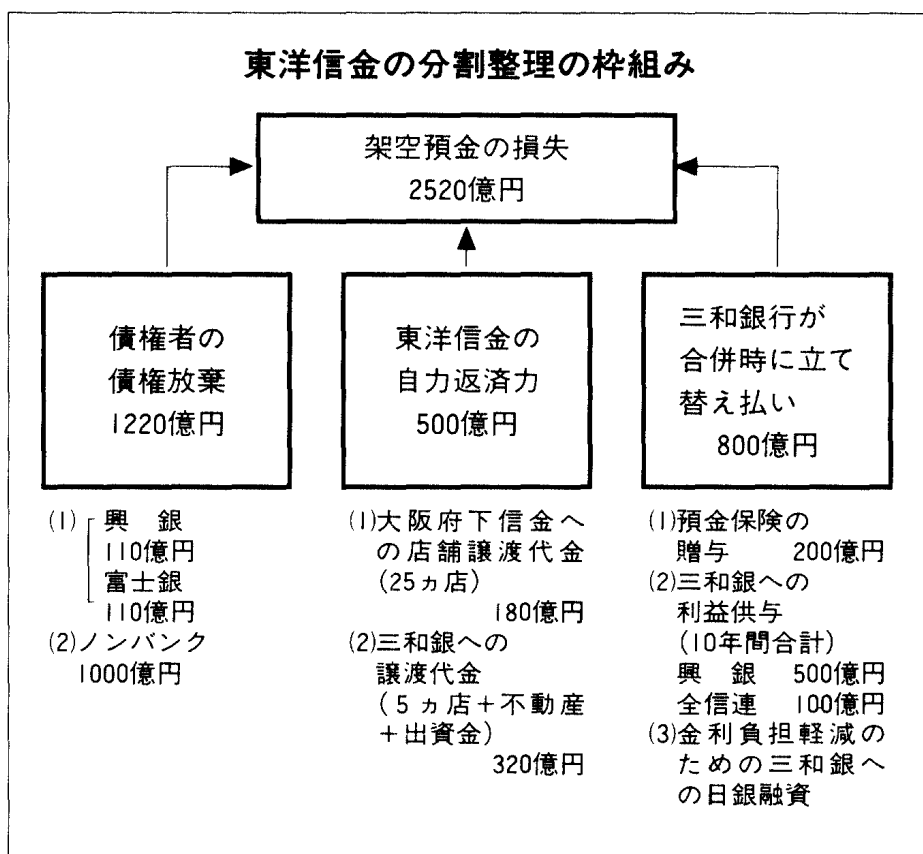 東洋信金の分割整理の枠組み
架空預金の損失
2520億円
債権者の
債権放棄
1220億円
東洋信金の
自力返済力
500億円
三和銀行が
合併時に立て
替え払い
800億円
(1) 興 銀
110億円
富士銀
110億円
(2)ノンバンク
1000億円
(1)大阪府下信金へ
の店舗譲渡代金
(25ヵ店)
180億円
(2)三和銀への
譲渡代金
(5ヵ店+不動産
+出資金)
320億円
(1)預金保険の
贈与 200億円
(2)三和銀への
利益供与
(10年間合計)
興 銀 500億円
全信連 100億円
(3)金利負担軽減の
ための三和銀へ
の日銀融資